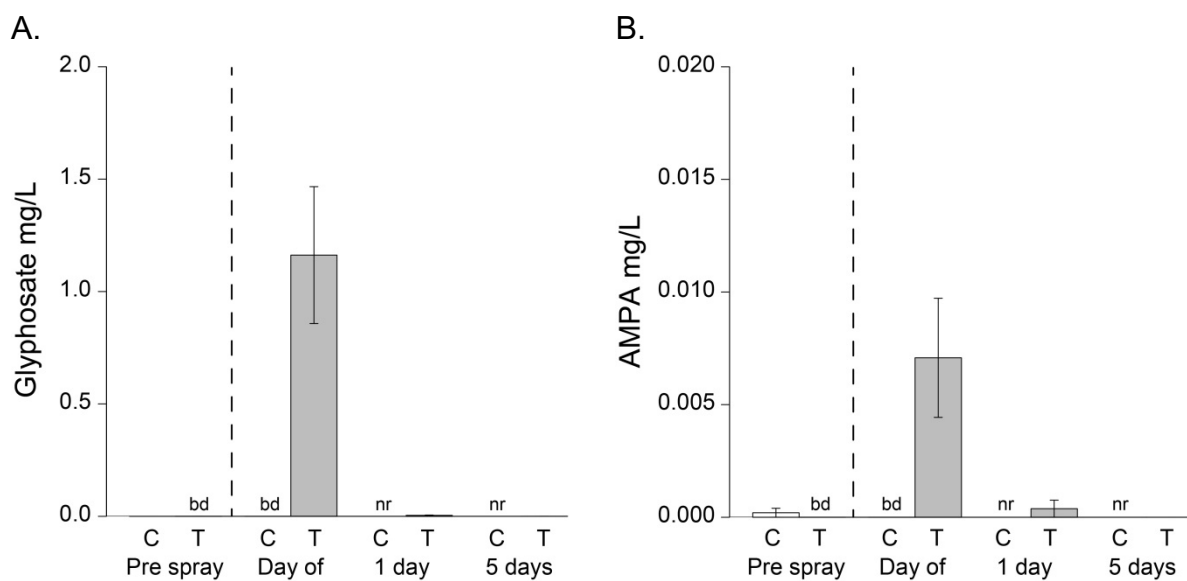 A.
Glyphosate mg/L
2.0
1.5
1.0
0.5
0.0
bd bd nr nr
C T C T C T C T
Pre spray Day of 1 day 5 days
B.
AMPA mg/L
0.020
0.015
0.010
0.005
0.000
bd bd nr nr
C T C T C T C T
Pre spray Day of 1 day 5 days